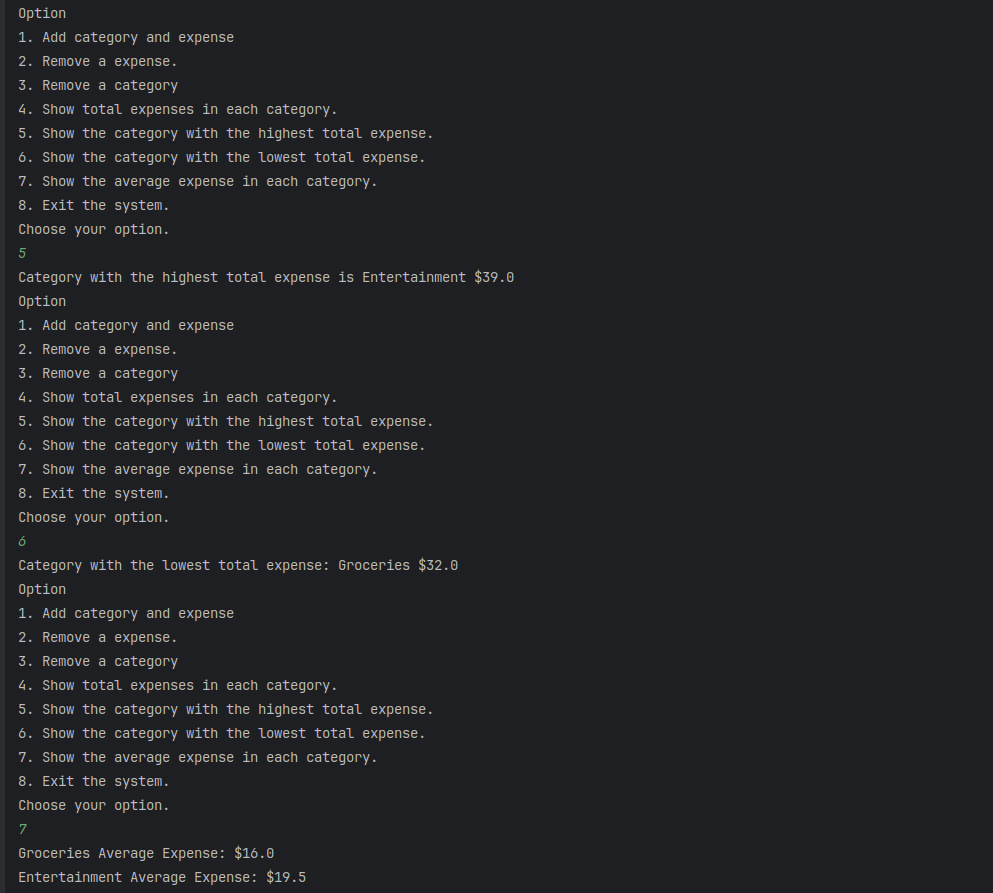 Option
1. Add category and expense
2. Remove a expense.
3. Remove a category
4. Show total expenses in each category.
5. Show the category with the highest total expense.
6. Show the category with the lowest total expense.
7. Show the average expense in each category.
8. Exit the system.
Choose your option.
5
Category with the highest total expense is Entertainment $39.0
Option
1. Add category and expense
2. Remove a expense.
3. Remove a category
4. Show total expenses in each category.
5. Show the category with the highest total expense.
6. Show the category with the lowest total expense.
7. Show the average expense in each category.
8. Exit the system.
Choose your option.
6
Category with the lowest total expense: Groceries $32.0
Option
1. Add category and expense
2. Remove a expense.
3. Remove a category
4. Show total expenses in each category.
5. Show the category with the highest total expense.
6. Show the category with the lowest total expense.
7. Show the average expense in each category.
8. Exit the system.
Choose your option.
7
Groceries Average Expense: $16.0
Entertainment Average Expense: $19.5